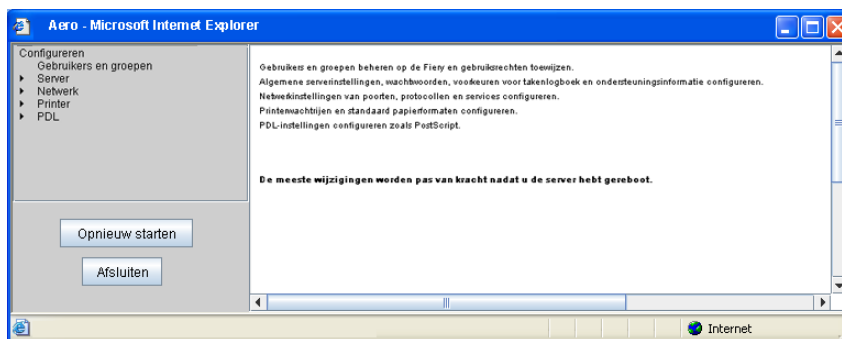 Aero - Microsoft Internet Explorer
Configureren
Gebruikers en groepen
Server
Netwerk
Printer
PDL
Opnieuw starten
Afsluiten
Gebruikers en groepen beheren op de Fiery en gebruiksrechten toewijzen.
Algemene serverinstellingen, wachtwoorden, voorkeuren voor takenlogboek en ondersteuningsinformatie configureren.
Netwerkinstellingen van poorten, protocollen en services configureren.
Printerwachtrijen en standaard papierformaten configureren.
PDL-instellingen configureren zoals PostScript.
De meeste wijzigingen worden pas van kracht nadat u de server hebt gereboot.
Internet